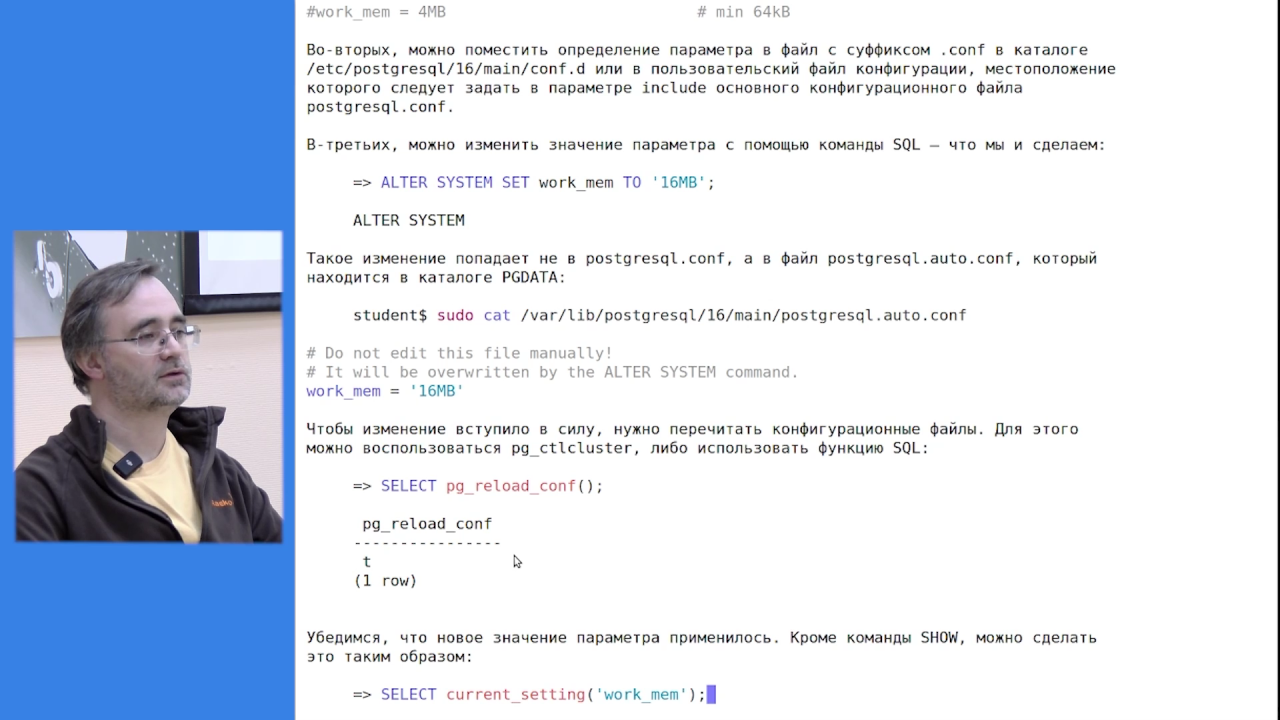 #work_mem = 4MB # min 64kB
Во-вторых, можно поместить определение параметра в файл с суффиксом .conf в каталоге
/etc/postgresql/16/main/conf.d или в пользовательский файл конфигурации, местоположение
которого следует задать в параметре include основного конфигурационного файла
postgresql.conf.
В-третьих, можно изменить значение параметра с помощью команды SQL — что мы и сделаем:
=> ALTER SYSTEM SET work_mem TO '16MB';
ALTER SYSTEM
Такое изменение попадает не в postgresql.conf, а в файл postgresql.auto.conf, который
находится в каталоге PGDATA:
student$ sudo cat /var/lib/postgresql/16/main/postgresql.auto.conf
# Do not edit this file manually!
# It will be overwritten by the ALTER SYSTEM command.
work_mem = '16MB'
Чтобы изменение вступило в силу, нужно перечитать конфигурационные файлы. Для этого
можно воспользоваться pg_ctlcluster, либо использовать функцию SQL:
=> SELECT pg_reload_conf();
pg_reload_conf
----------------
t
(1 row)
Убедимся, что новое значение параметра применилось. Кроме команды SHOW, можно сделать
это таким образом:
=> SELECT current_setting('work_mem');